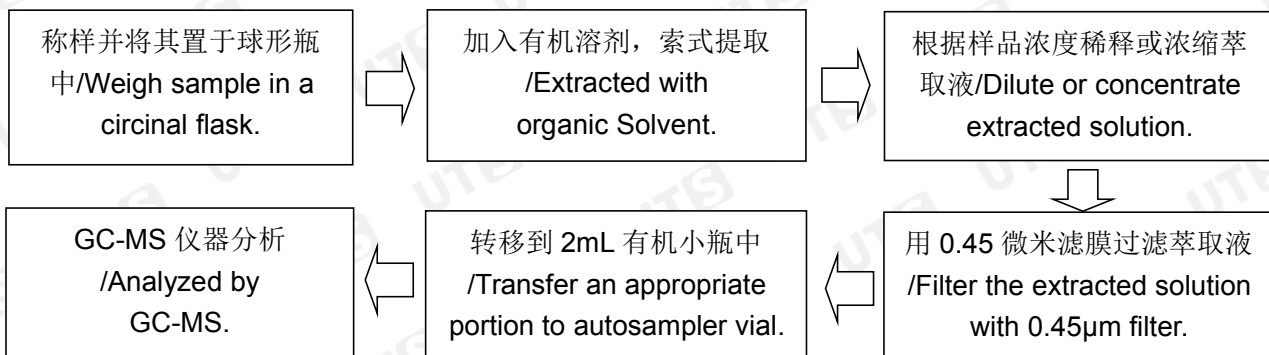 称样并将其置于球形瓶
中/Weigh sample in a
circinal flask.
加入有机溶剂，索式提取
/Extracted with
organic Solvent.
根据样品浓度稀释或浓缩萃
取液/Dilute or concentrate
extracted solution.
用 0.45 微米滤膜过滤萃取液
/Filter the extracted solution
with 0.45µm filter.
转移到 2mL 有机小瓶中
/Transfer an appropriate
portion to autosampler vial.
GC-MS 仪器分析
/Analyzed by
GC-MS.